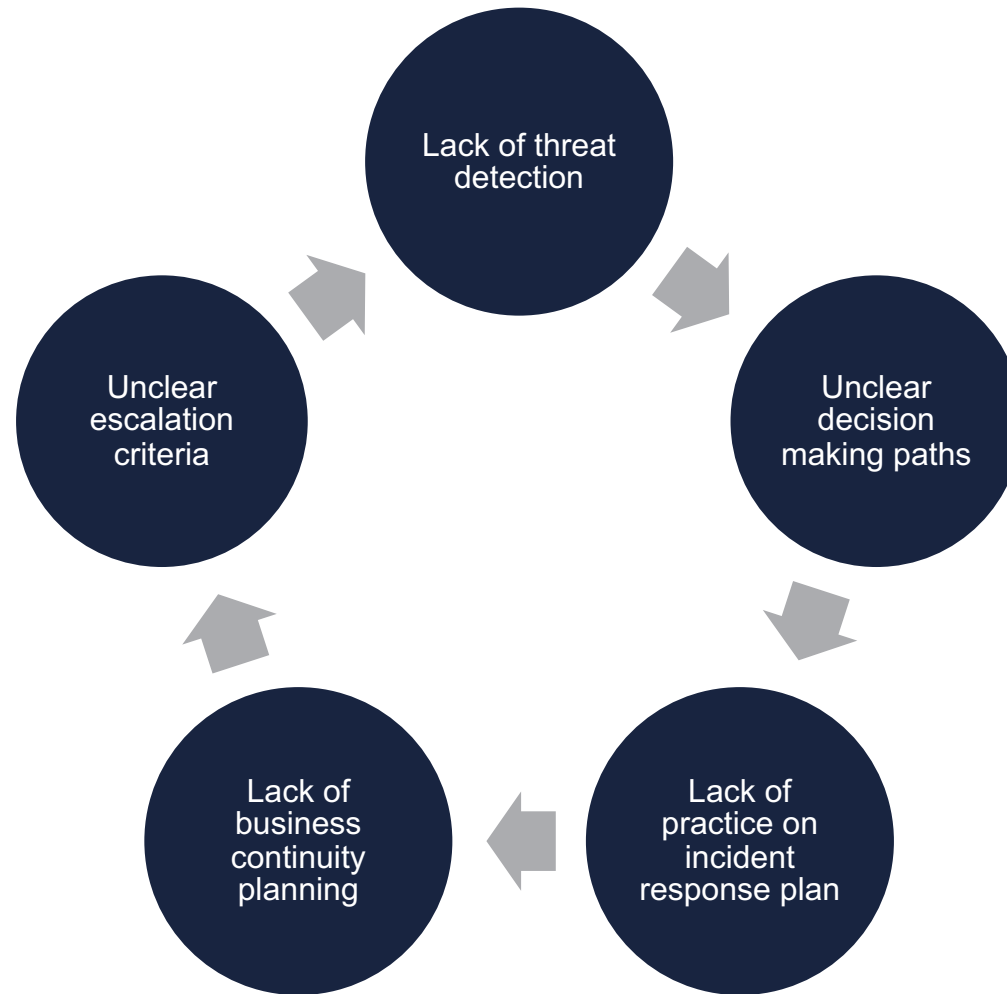 Lack of threat
detection
Unclear
decision
making paths
Lack of
practice on
incident
response plan
Lack of
business
continuity
planning
Unclear
escalation
criteria